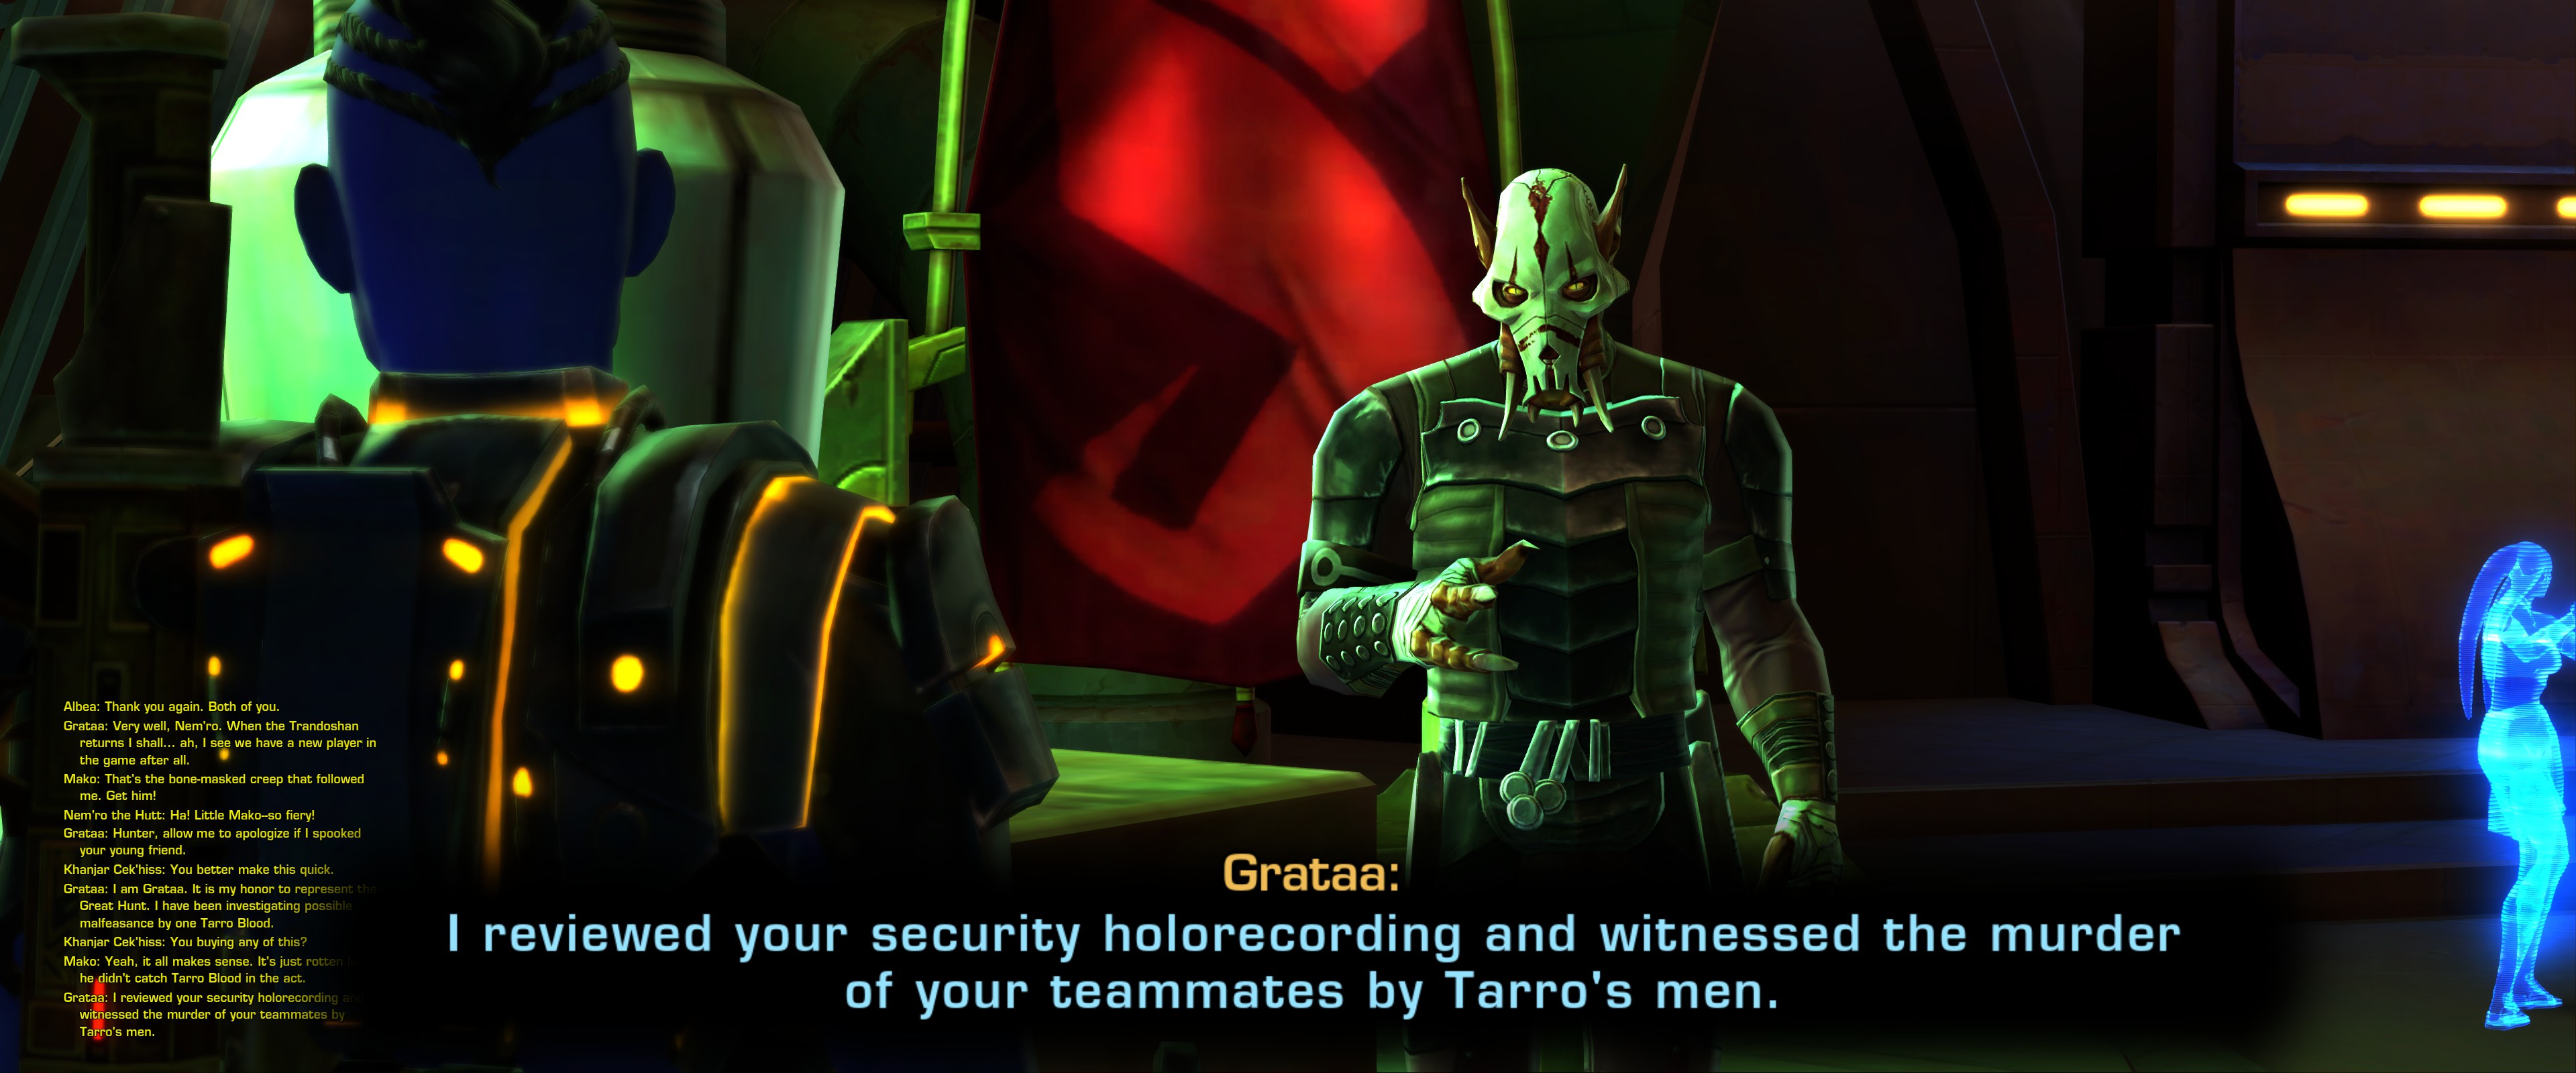 Albea: Thank you again. Both of you.
Grataa: Very well, Nem'ro. When the Trandoshan
returns I shall... ah, I see we have a new player in
the game after all.
Mako: That's the bone-masked creep that followed
me. Get him!
Nem'ro the Hutt: Ha! Little Mako–so fiery!
Grataa: Hunter, allow me to apologize if I spooked
your young friend.
Khanjar Cek'hiss: You better make this quick.
Grataa: I am Grataa. It is my honor to represent the
Great Hunt. I have been investigating possible
malfeasance by one Tarro Blood.
Khanjar Cek'hiss: You buying any of this?
Mako: Yeah, it all makes sense. It's just rotten
he didn't catch Tarro Blood in the act.
Grataa: I reviewed your security holorecording and
witnessed the murder of your teammates by
Tarro's men.
Grataa:
I reviewed your security holorecording and witnessed the murder
of your teammates by Tarro's men.